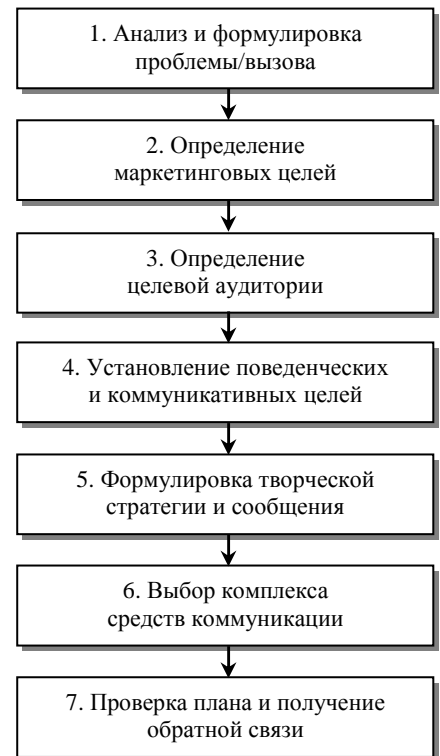 1. Анализ и формулировка
проблемы/вызова
2. Определение
маркетинговых целей
3. Определение
целевой аудитории
4. Установление поведенческих
и коммуникативных целей
5. Формулировка творческой
стратегии и сообщения
6. Выбор комплекса
средств коммуникации
7. Проверка плана и получение
обратной связи